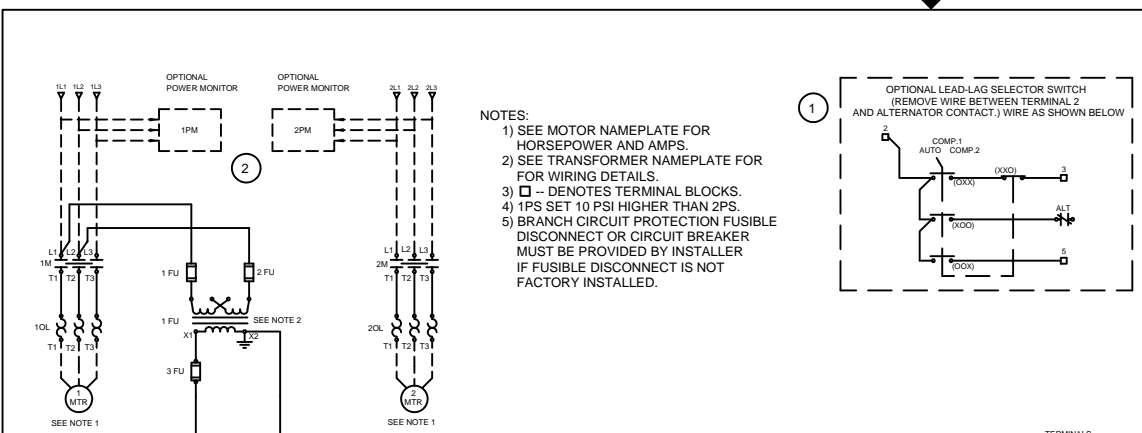 1L1 1L2 1L3
OPTIONAL
POWER MONITOR
1PM
OPTIONAL
POWER MONITOR
2PM
2L1 2L2 2L3
2
L1 L2 L3
1M
T1 T2 T3
1OL
T1 T2 T3
1
MTR
SEE NOTE 1
1 FU
2 FU
1 FU
SEE NOTE 2
X1
X2
3 FU
L1 L2 L3
2M
T1 T2 T3
2OL
T1 T2 T3
2
MTR
SEE NOTE 1
NOTES:
1) SEE MOTOR NAMEPLATE FOR
HORSEPOWER AND AMPS.
2) SEE TRANSFORMER NAMEPLATE FOR
FOR WIRING DETAILS.
3) -- DENOTES TERMINAL BLOCKS.
4) 1PS SET 10 PSI HIGHER THAN 2PS.
5) BRANCH CIRCUIT PROTECTION FUSIBLE
DISCONNECT OR CIRCUIT BREAKER
MUST BE PROVIDED BY INSTALLER
IF FUSIBLE DISCONNECT IS NOT
FACTORY INSTALLED.
1
OPTIONAL LEAD-LAG SELECTOR SWITCH
(REMOVE WIRE BETWEEN TERMINAL 2
AND ALTERNATOR CONTACT.) WIRE AS SHOWN BELOW
2
COMP.1
AUTO COMP.2
(OXX)
(XXO)
3
(XOO)
ALT
(OOX)
5
TERMINALS